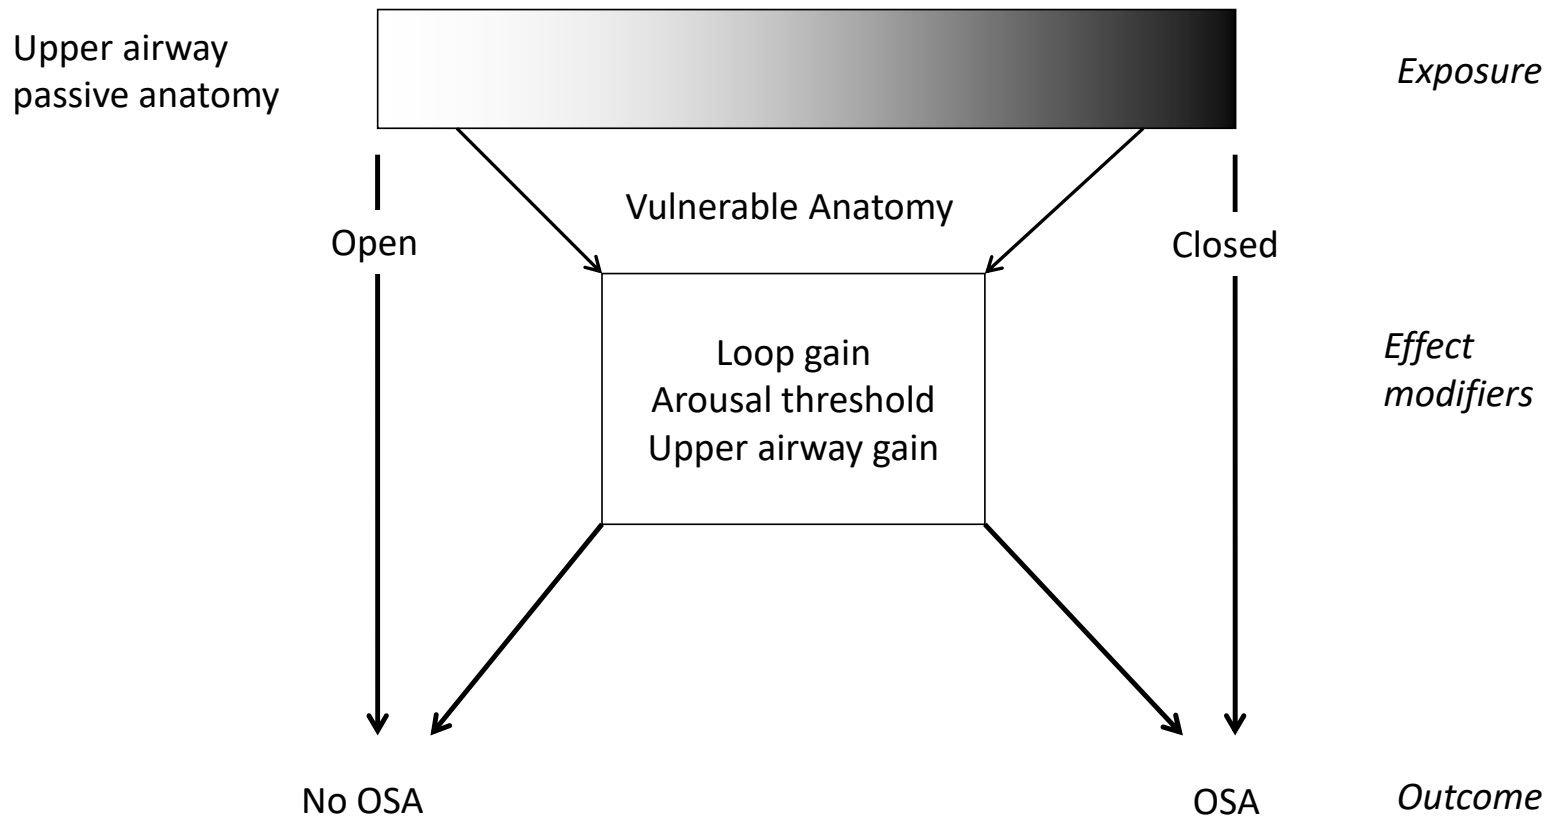 Upper airway
passive anatomy
Exposure
Vulnerable Anatomy
Open
Closed
Loop gain
Arousal threshold
Upper airway gain
Effect
modifiers
No OSA
OSA
Outcome